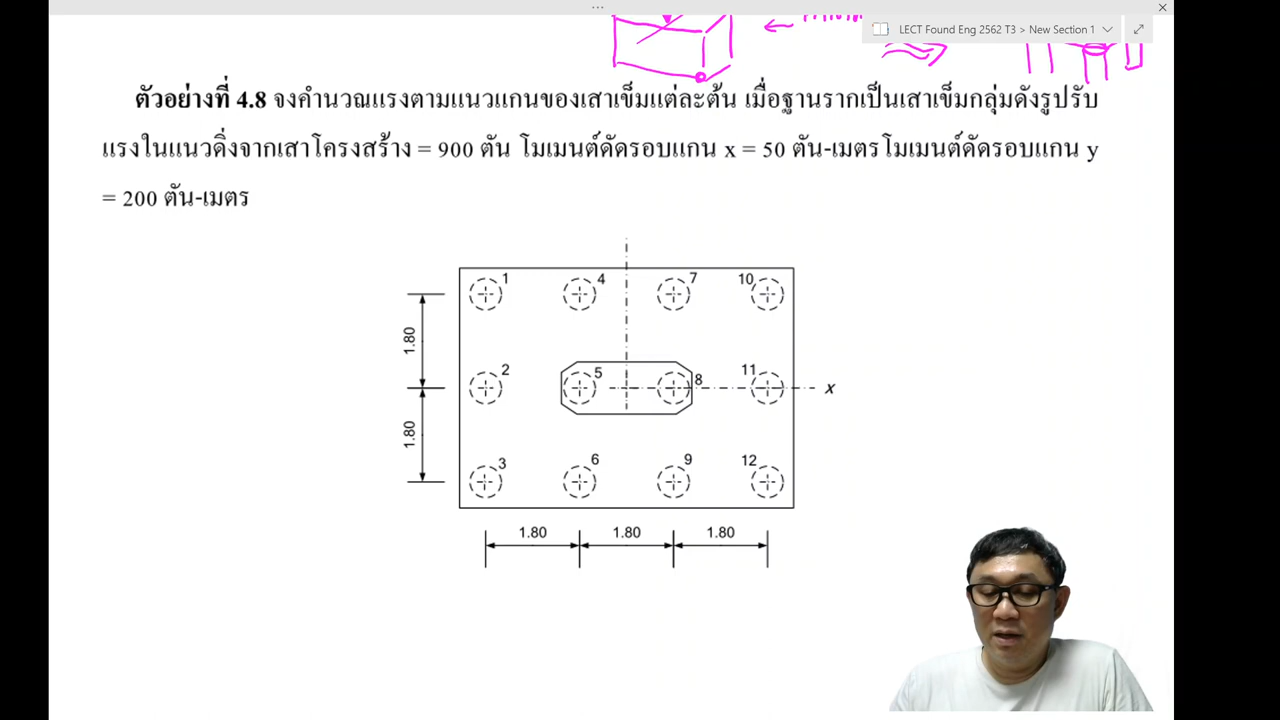 LECT Found Eng 2562 T3 > New Section 1
ตัวอย่างที่ 4.8 จงคำนวณแรงตามแนวแกนของเสาเข็มแต่ละต้น เมื่อฐานรากเป็นเสาเข็มกลุ่มดังรูปรับ
แรงในแนวดิ่งจากเสาโครงสร้าง = 900 ตัน โมเมนต์ดัดรอบแกน x = 50 ตัน-เมตร โมเมนต์ดัดรอบแกน y
= 200 ตัน-เมตร
1 4 7 10
1.80
2 5 8 11 x
1.80
3 6 9 12
1.80 1.80 1.80